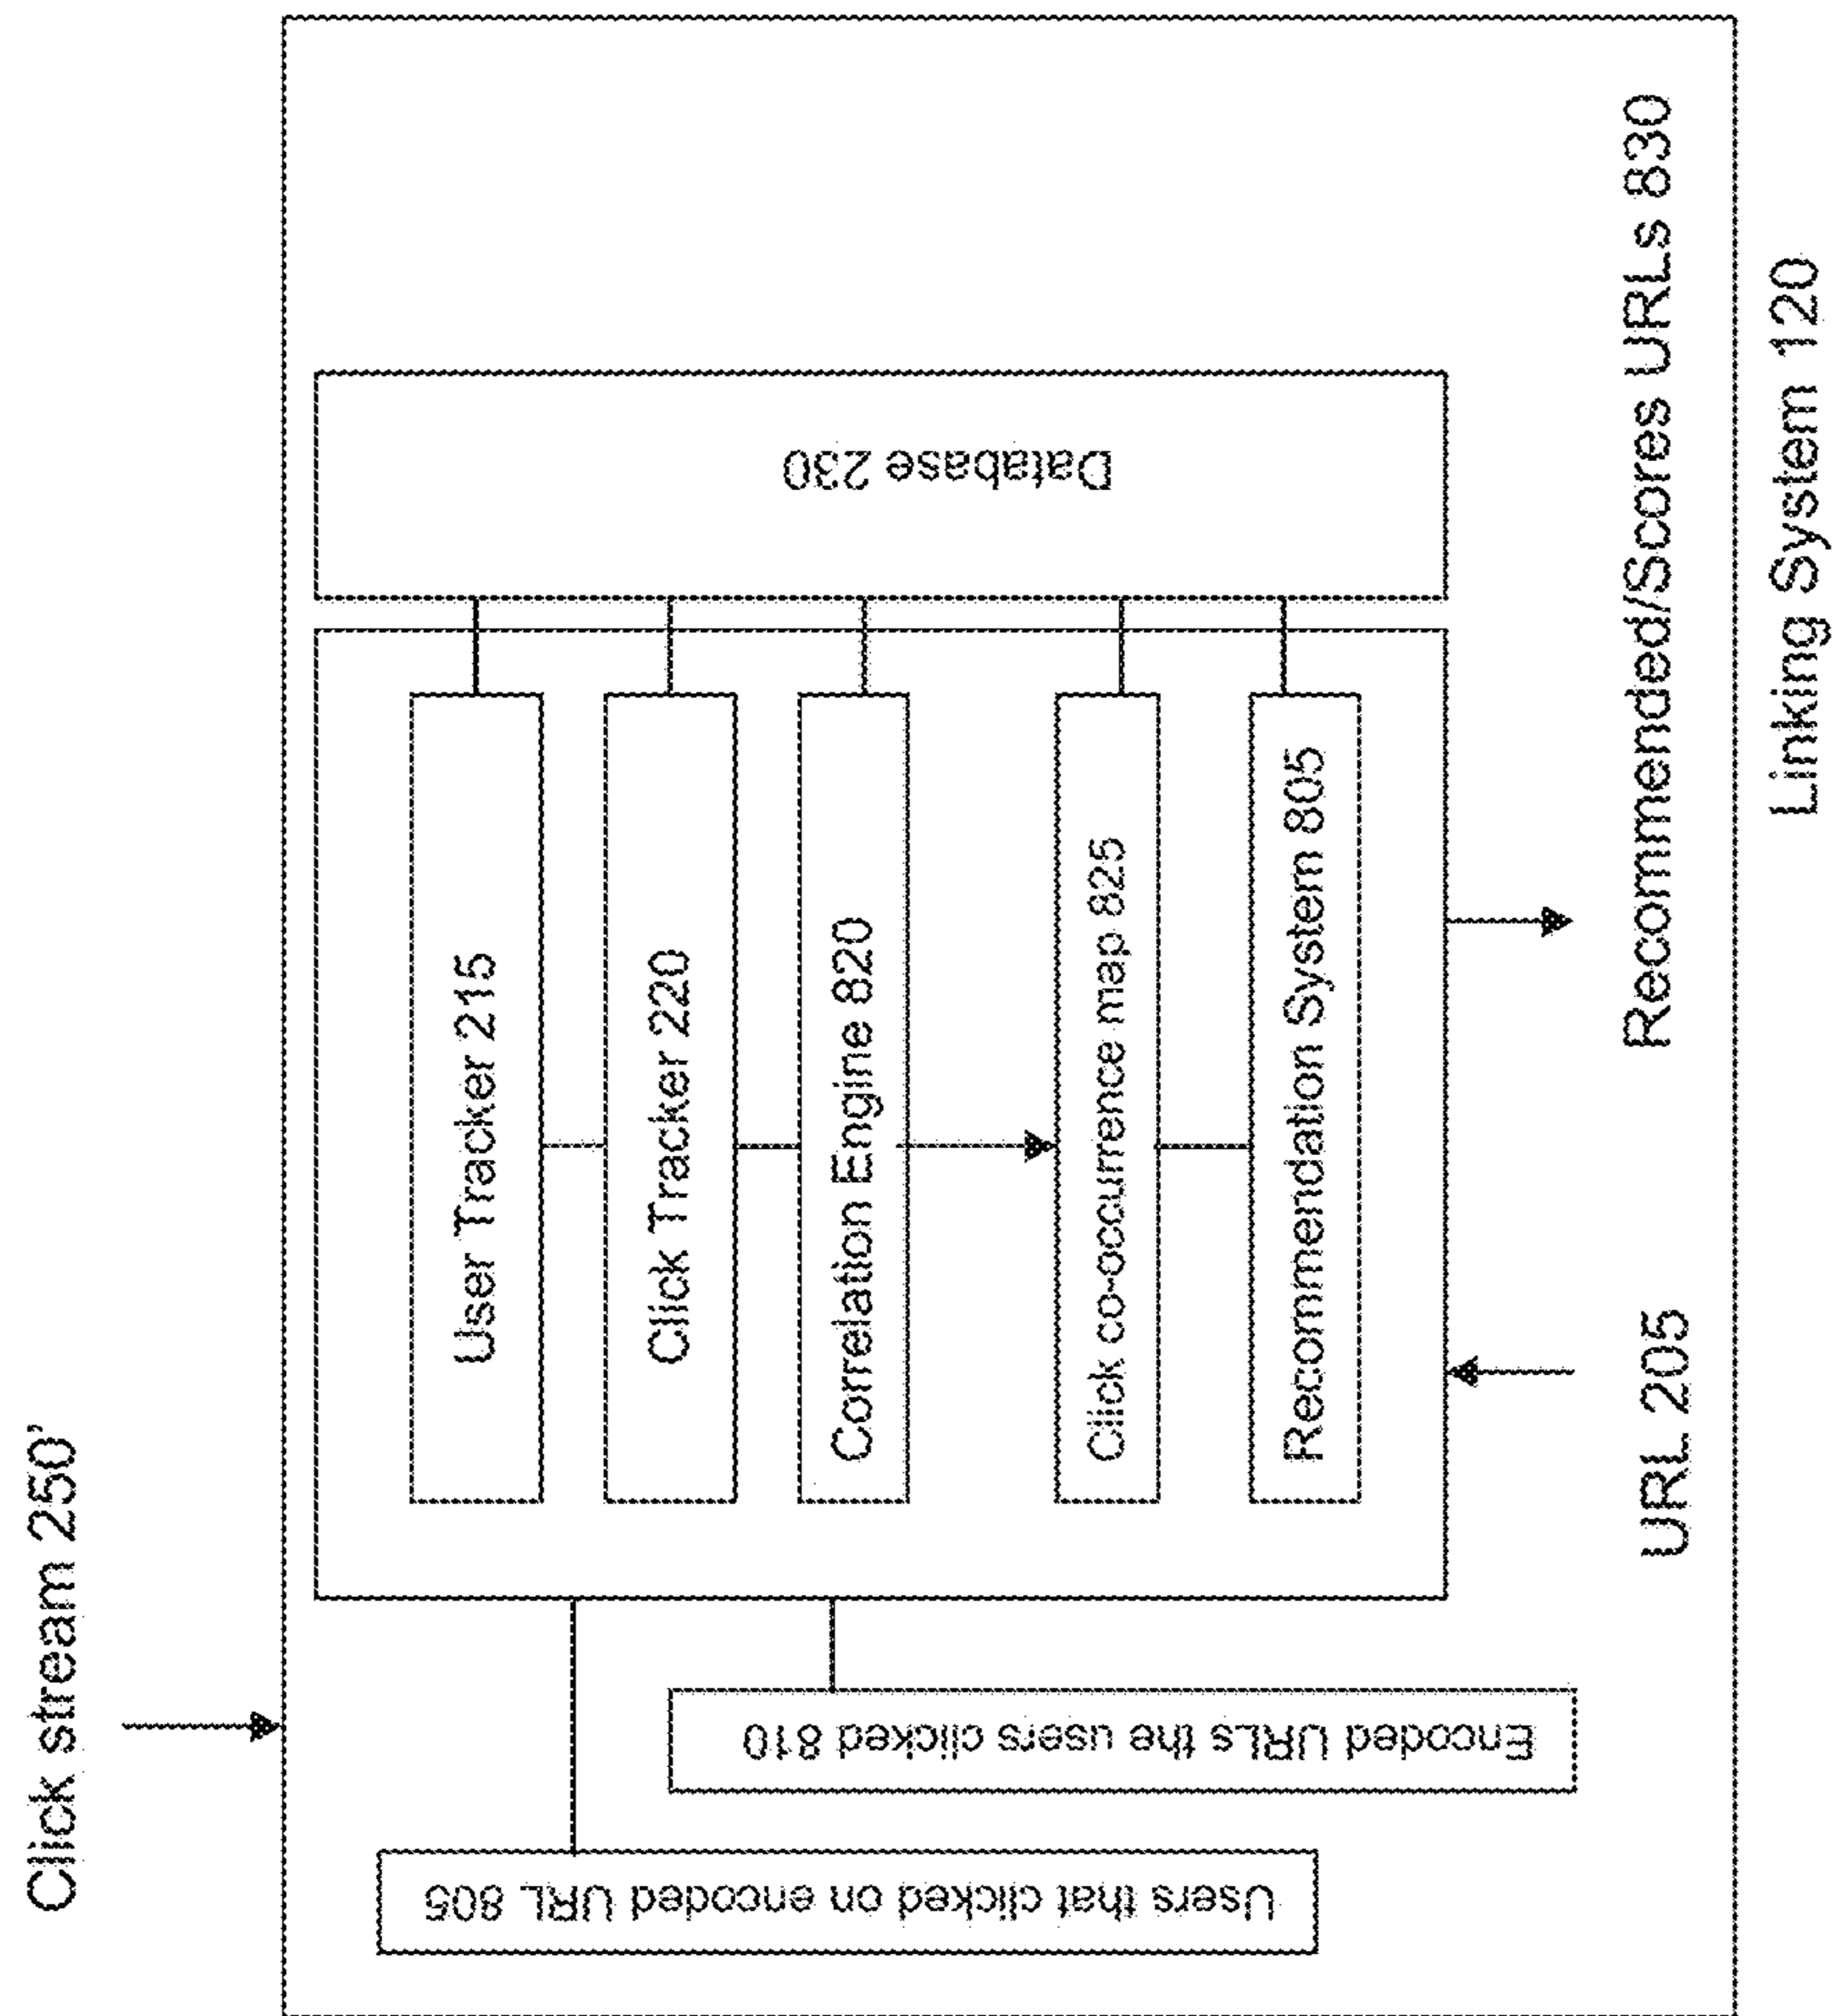 Click stream 250'
Users that clicked on encoded URL 805
Encoded URLs the users clicked 810
User Tracker 215
Click Tracker 220
Correlation Engine 820
Click co-occurrence map 825
Recommendation System 805
Database 230
URL 205
Recommended/Scores URLs 830
Linking System 120